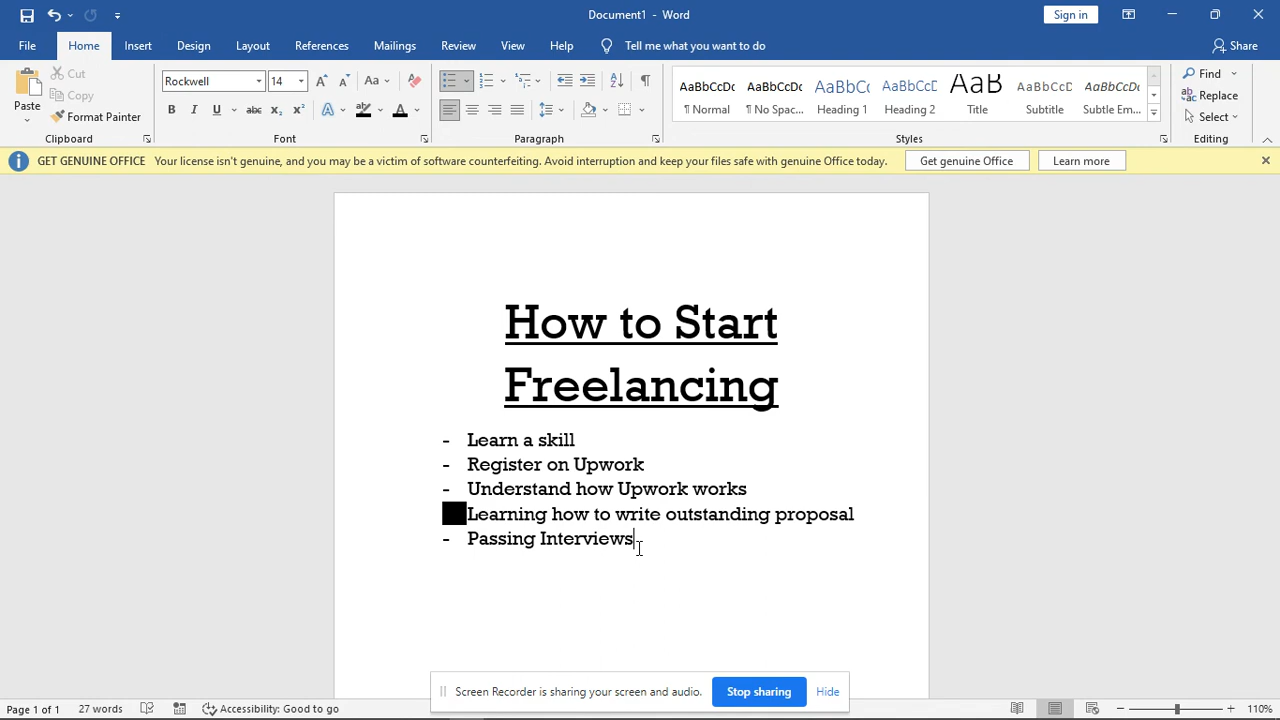 Document1 - Word
Sign in
File Home Insert Design Layout References Mailings Review View Help Tell me what you want to do Share
Paste
Cut
Copy
Format Painter
Clipboard
Rockwell 14
Aa
B I U abc x₂ x² A A
Font
Paragraph
AaBbCcDc AaBbCcDc AaBbCc AaBbCcD AaB AaBbCcD AaBbCcDc
¶ Normal ¶ No Spac... Heading 1 Heading 2 Title Subtitle Subtle Em...
Styles
Find
Replace
Select
Editing
GET GENUINE OFFICE Your license isn't genuine, and you may be a victim of software counterfeiting. Avoid interruption and keep your files safe with genuine Office today. Get genuine Office Learn more
How to Start
Freelancing
- Learn a skill
- Register on Upwork
- Understand how Upwork works
Learning how to write outstanding proposal
- Passing Interviews
Screen Recorder is sharing your screen and audio. Stop sharing Hide
Page 1 of 1 27 words Accessibility: Good to go 110%